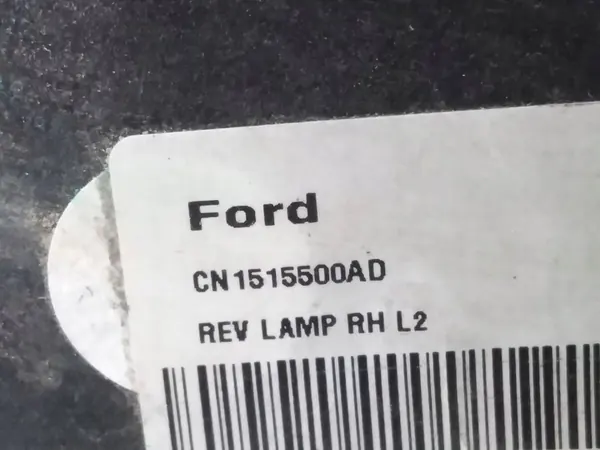 Ford
CN1515500AD
REV LAMP RH L2